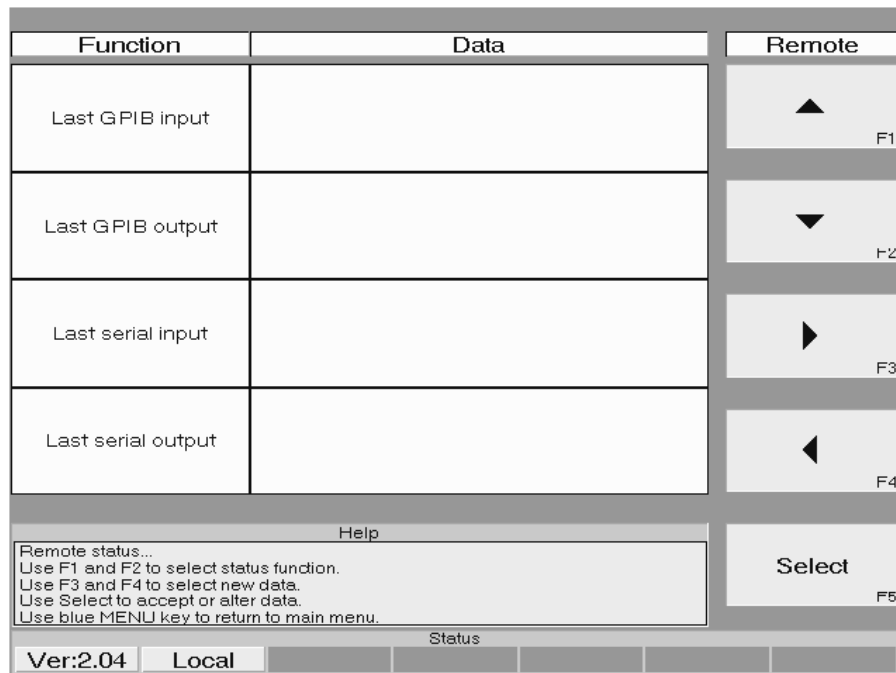 Function
Data
Remote
Last GPIB input
F1
Last GPIB output
F2
Last serial input
F3
Last serial output
F4
Help
Remote status...
Use F1 and F2 to select status function.
Use F3 and F4 to select new data.
Use Select to accept or alter data.
Use blue MENU key to return to main menu.
Select
F5
Status
Ver:2.04
Local